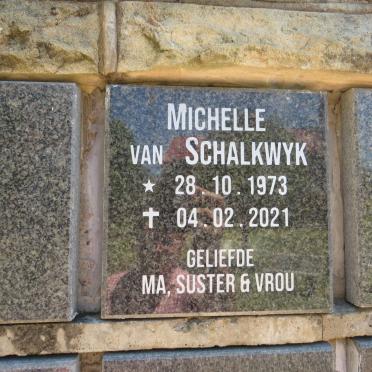 MICHELLE
VAN SCHALKWYK
★ 28 . 10 . 1973
✝ 04 . 02 . 2021
GELIEFDE
MA, SUSTER & VROU